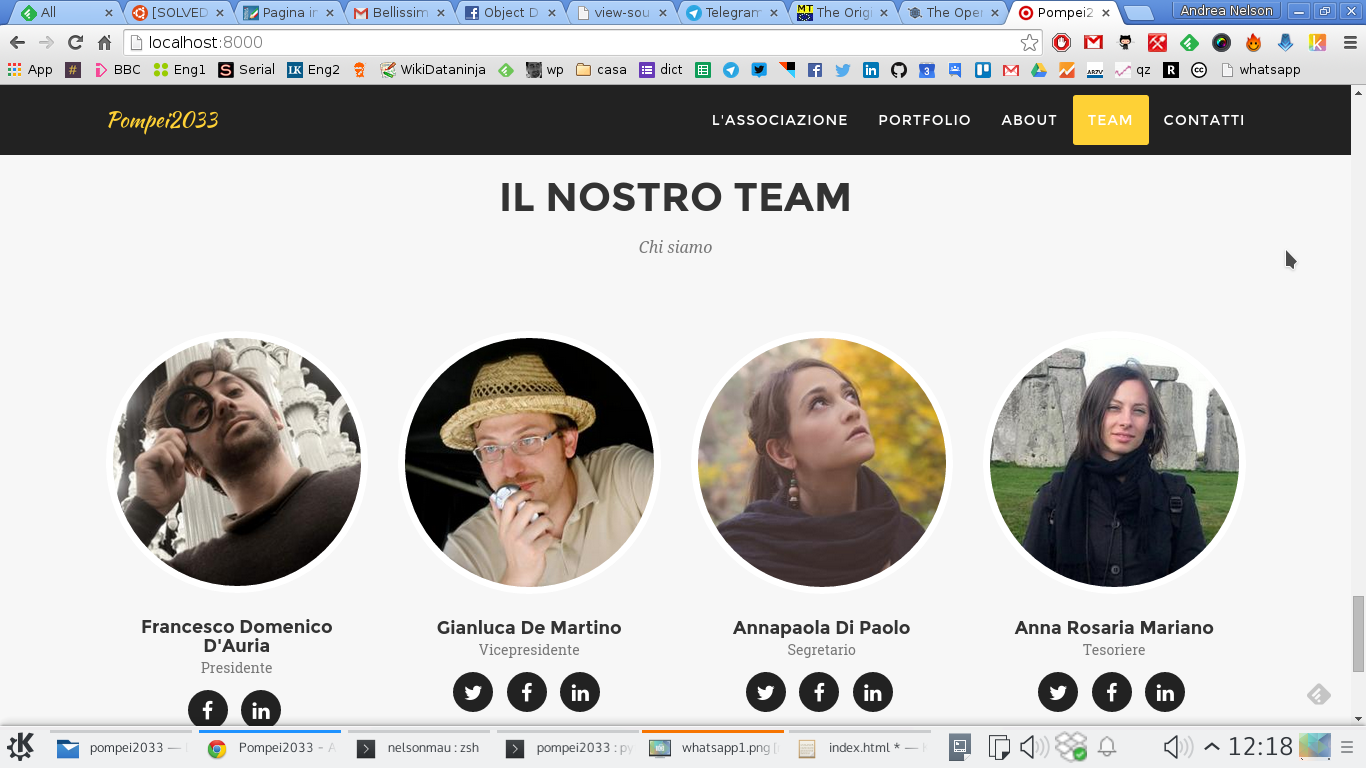 All [SOLVED Pagina in Bellissim Object D view-sou Telegram The Origi The Oper Pompei2 Andrea Nelson
localhost:8000
App # BBC Eng1 S Serial LK Eng2 WikiDataninja wp casa dict qz R cc whatsapp
Pompei2033 L'ASSOCIAZIONE PORTFOLIO ABOUT TEAM CONTATTI
IL NOSTRO TEAM
Chi siamo
Francesco Domenico
D'Auria
Presidente
Gianluca De Martino
Vicepresidente
Annapaola Di Paolo
Segretario
Anna Rosaria Mariano
Tesoriere
pompei2033 — Pompei2033 - A nelsonmau : zsh pompei2033 : py whatsapp1.png index.html * — 12:18